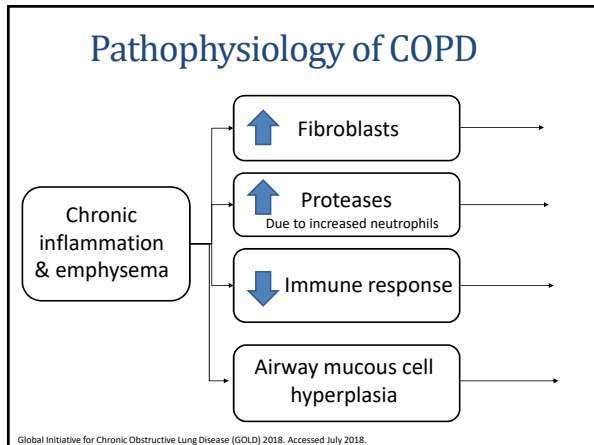 Pathophysiology of COPD
Chronic
inflammation
& emphysema
Fibroblasts
Proteases
Due to increased neutrophils
Immune response
Airway mucous cell
hyperplasia
Global Initiative for Chronic Obstructive Lung Disease (GOLD) 2018. Accessed July 2018.